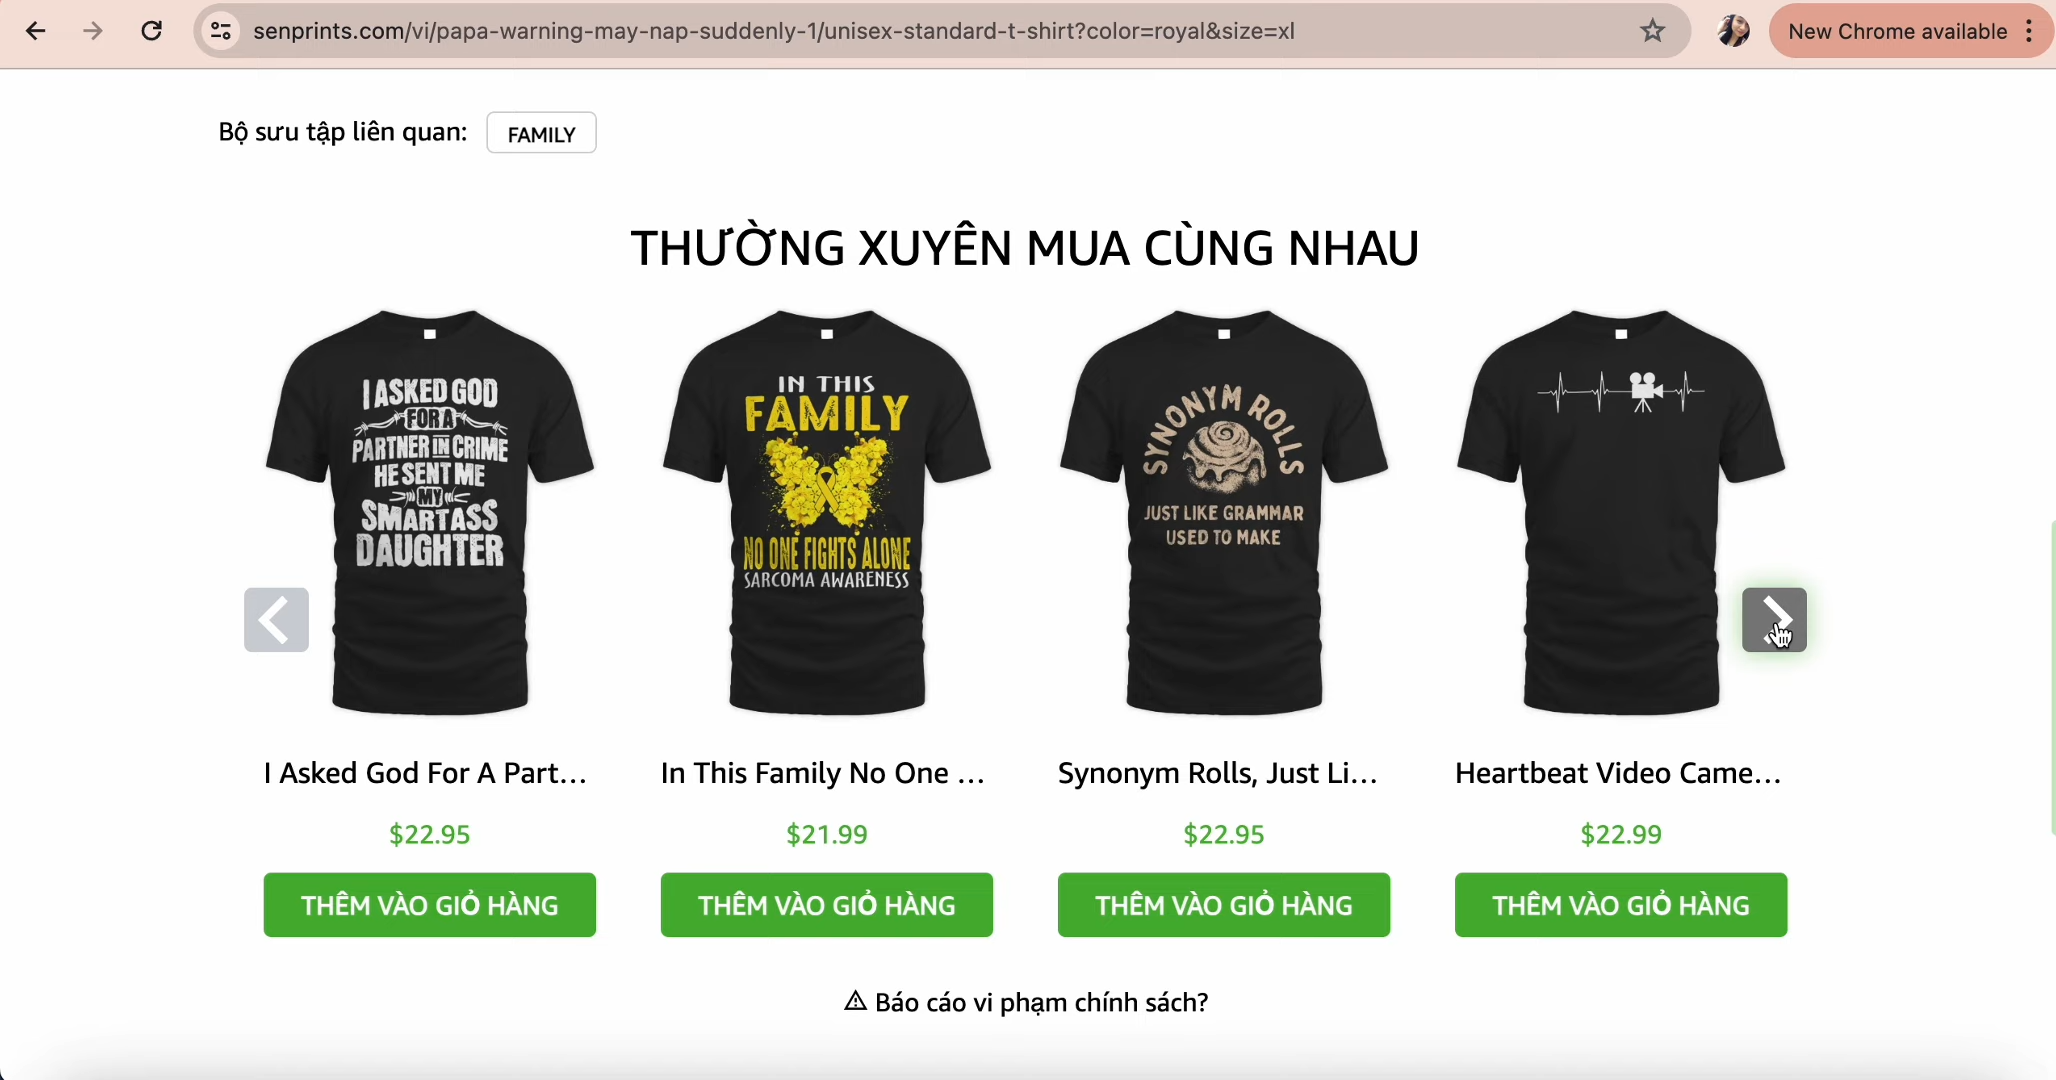 senprints.com/vi/papa-warning-may-nap-suddenly-1/unisex-standard-t-shirt?color=royal&size=xl
New Chrome available
Bộ sưu tập liên quan:
FAMILY
THƯỜNG XUYÊN MUA CÙNG NHAU
I ASKED GOD
FOR A
PARTNER IN CRIME
HE SENT ME
MY
SMARTASS
DAUGHTER
IN THIS
FAMILY
NO ONE FIGHTS ALONE
SARCOMA AWARENESS
SYNONYM ROLLS
JUST LIKE GRAMMAR
USED TO MAKE
I Asked God For A Part...
In This Family No One ...
Synonym Rolls, Just Li...
Heartbeat Video Came...
$22.95
$21.99
$22.95
$22.99
THÊM VÀO GIỎ HÀNG
THÊM VÀO GIỎ HÀNG
THÊM VÀO GIỎ HÀNG
THÊM VÀO GIỎ HÀNG
Báo cáo vi phạm chính sách?